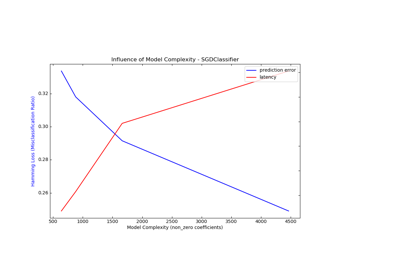 Influence of Model Complexity - SGDClassifier
prediction error
latency
Hamming Loss (Misclassification Ratio)
0.32
0.30
0.28
0.26
500 1000 1500 2000 2500 3000 3500 4000 4500
Model Complexity (non_zero coefficients)